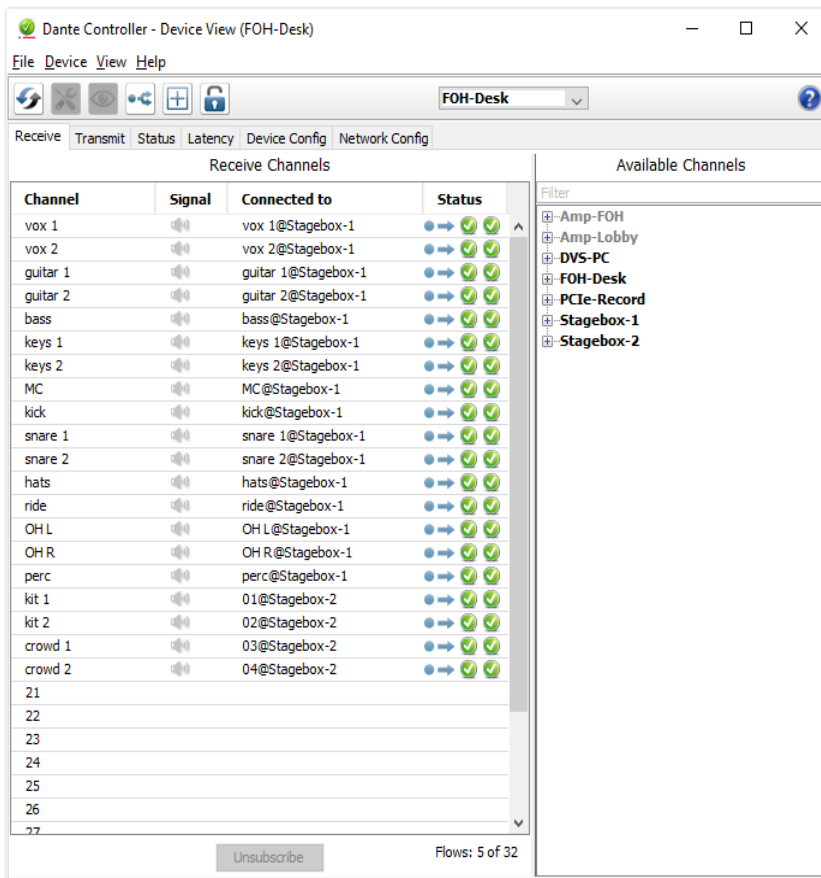 Dante Controller - Device View (FOH-Desk)
File Device View Help
FOH-Desk
Receive Transmit Status Latency Device Config Network Config
Receive Channels
Channel Signal Connected to Status
vox 1 vox 1@Stagebox-1
vox 2 vox 2@Stagebox-1
guitar 1 guitar 1@Stagebox-1
guitar 2 guitar 2@Stagebox-1
bass bass@Stagebox-1
keys 1 keys 1@Stagebox-1
keys 2 keys 2@Stagebox-1
MC MC@Stagebox-1
kick kick@Stagebox-1
snare 1 snare 1@Stagebox-1
snare 2 snare 2@Stagebox-1
hats hats@Stagebox-1
ride ride@Stagebox-1
OH L OH L@Stagebox-1
OH R OH R@Stagebox-1
perc perc@Stagebox-1
kit 1 01@Stagebox-2
kit 2 02@Stagebox-2
crowd 1 03@Stagebox-2
crowd 2 04@Stagebox-2
21
22
23
24
25
26
27
Unsubscribe Flows: 5 of 32
Available Channels
Filter
Amp-FOH
Amp-Lobby
DVS-PC
FOH-Desk
PCIe-Record
Stagebox-1
Stagebox-2